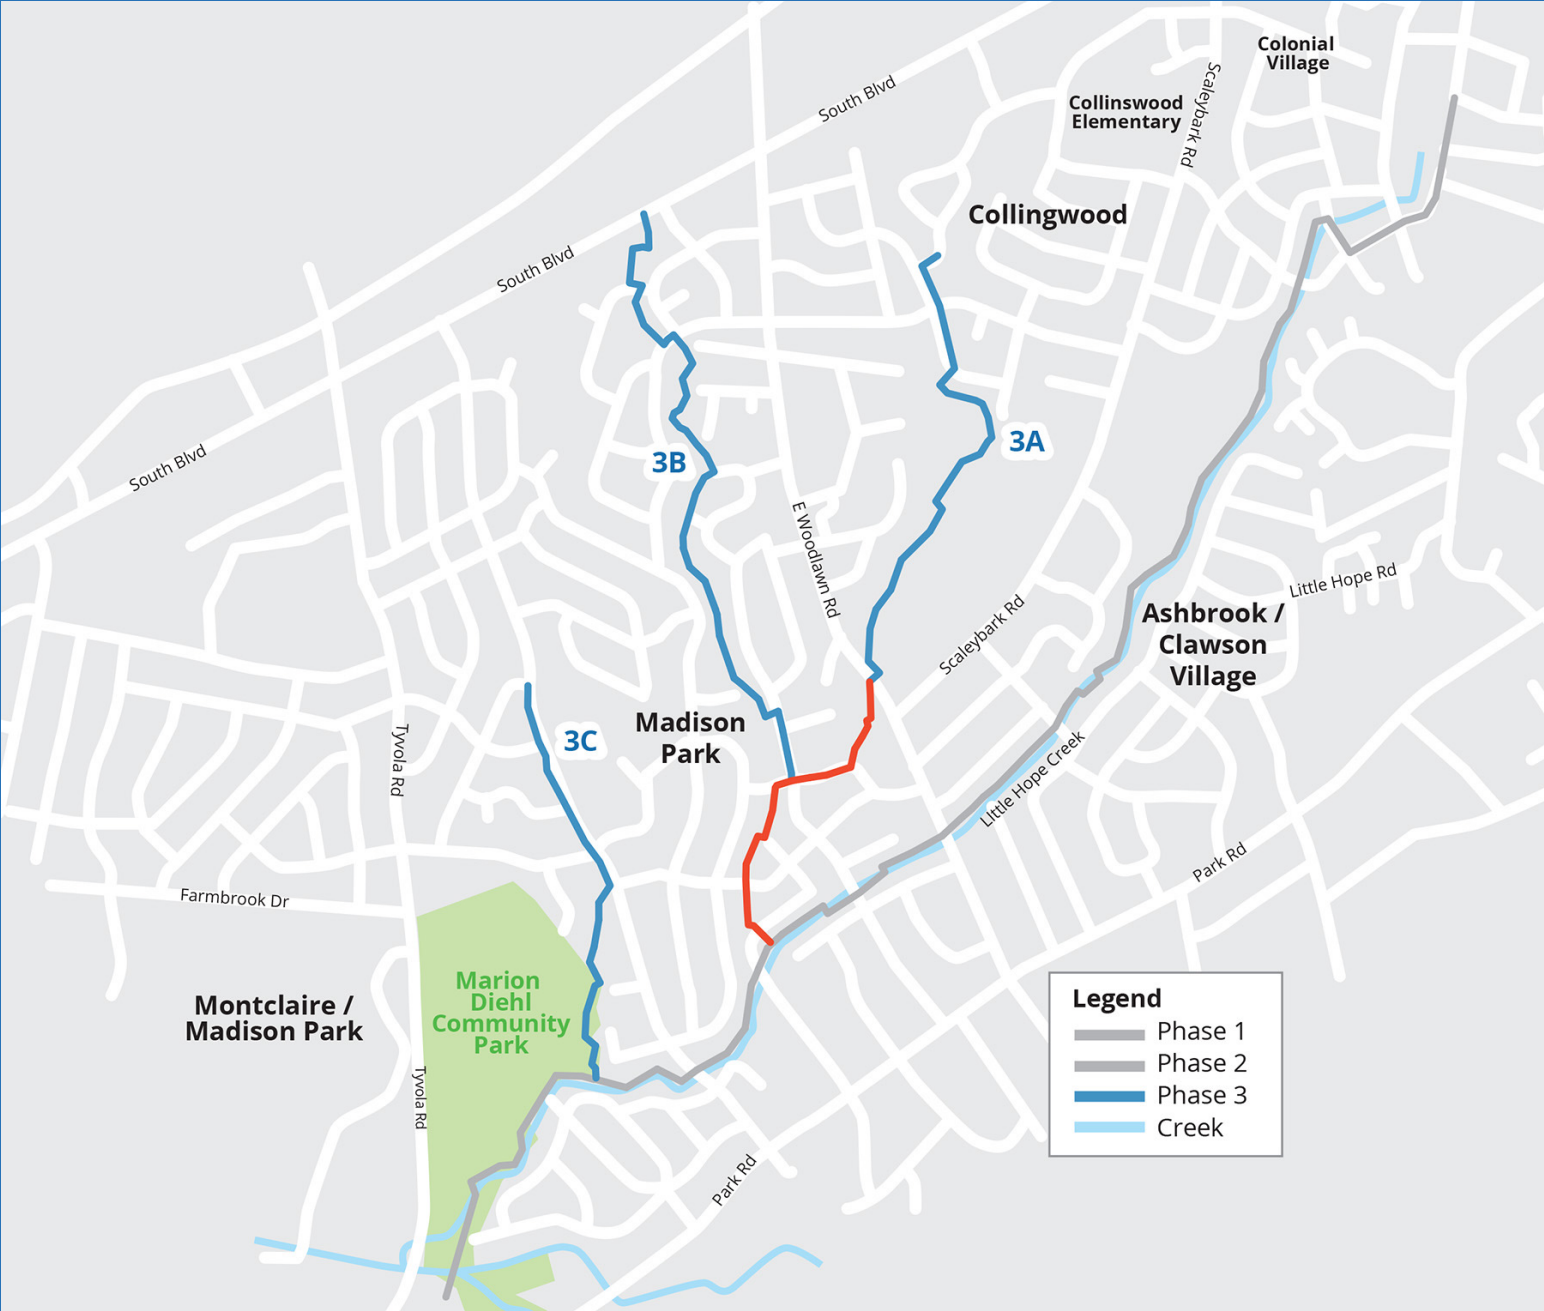 Colonial
Village
South Blvd
Collinswood
Elementary
Scaleybark Rd
Collingwood
South Blvd
3A
3B
South Blvd
E Woodlawn Rd
Little Hope Rd
Scaleybark Rd
Ashbrook /
Clawson
Village
Madison
Park
3C
Tyvola Rd
LIttle Hope Creek
Park Rd
Farmbrook Dr
Marion
Diehl
Community
Park
Montclaire /
Madison Park
Tyvola Rd
Park Rd
Legend
Phase 1
Phase 2
Phase 3
Creek